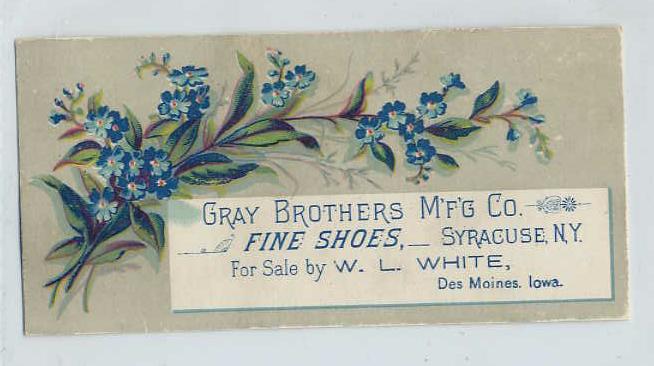 GRAY BROTHERS M'F'G CO.
FINE SHOES, SYRACUSE, N.Y.
For Sale by W. L. WHITE,
Des Moines. Iowa.